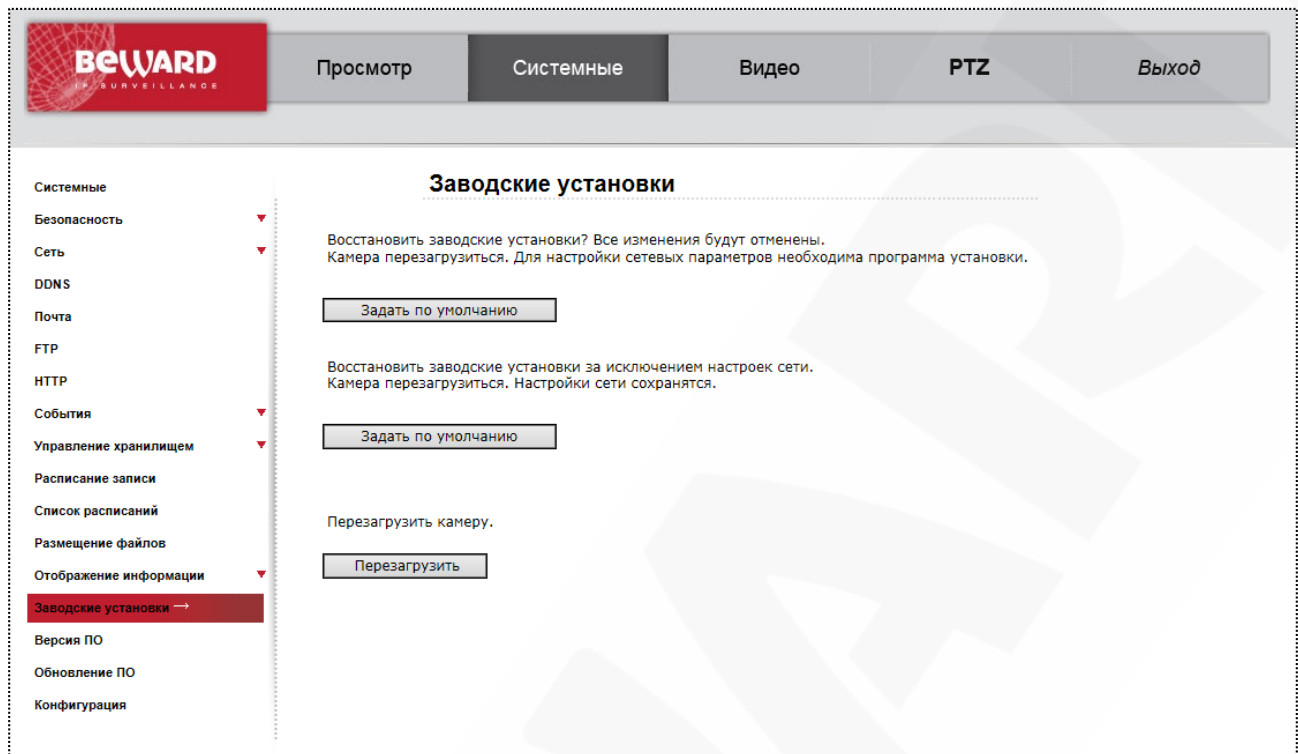 BEWARD
IP SURVEILLANCE
Просмотр
Системные
Видео
PTZ
Выход
Системные
Безопасность
Сеть
DDNS
Почта
FTP
HTTP
События
Управление хранилищем
Расписание записи
Список расписаний
Размещение файлов
Отображение информации
Заводские установки →
Версия ПО
Обновление ПО
Конфигурация
Заводские установки
Восстановить заводские установки? Все изменения будут отменены.
Камера перезагрузиться. Для настройки сетевых параметров необходима программа установки.
Задать по умолчанию
Восстановить заводские установки за исключением настроек сети.
Камера перезагрузиться. Настройки сети сохранятся.
Задать по умолчанию
Перезагрузить камеру.
Перезагрузить